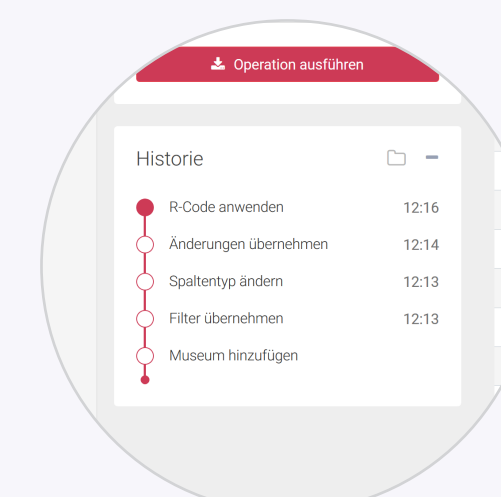 Operation ausführen
Historie
R-Code anwenden 12:16
Änderungen übernehmen 12:14
Spaltentyp ändern 12:13
Filter übernehmen 12:13
Museum hinzufügen